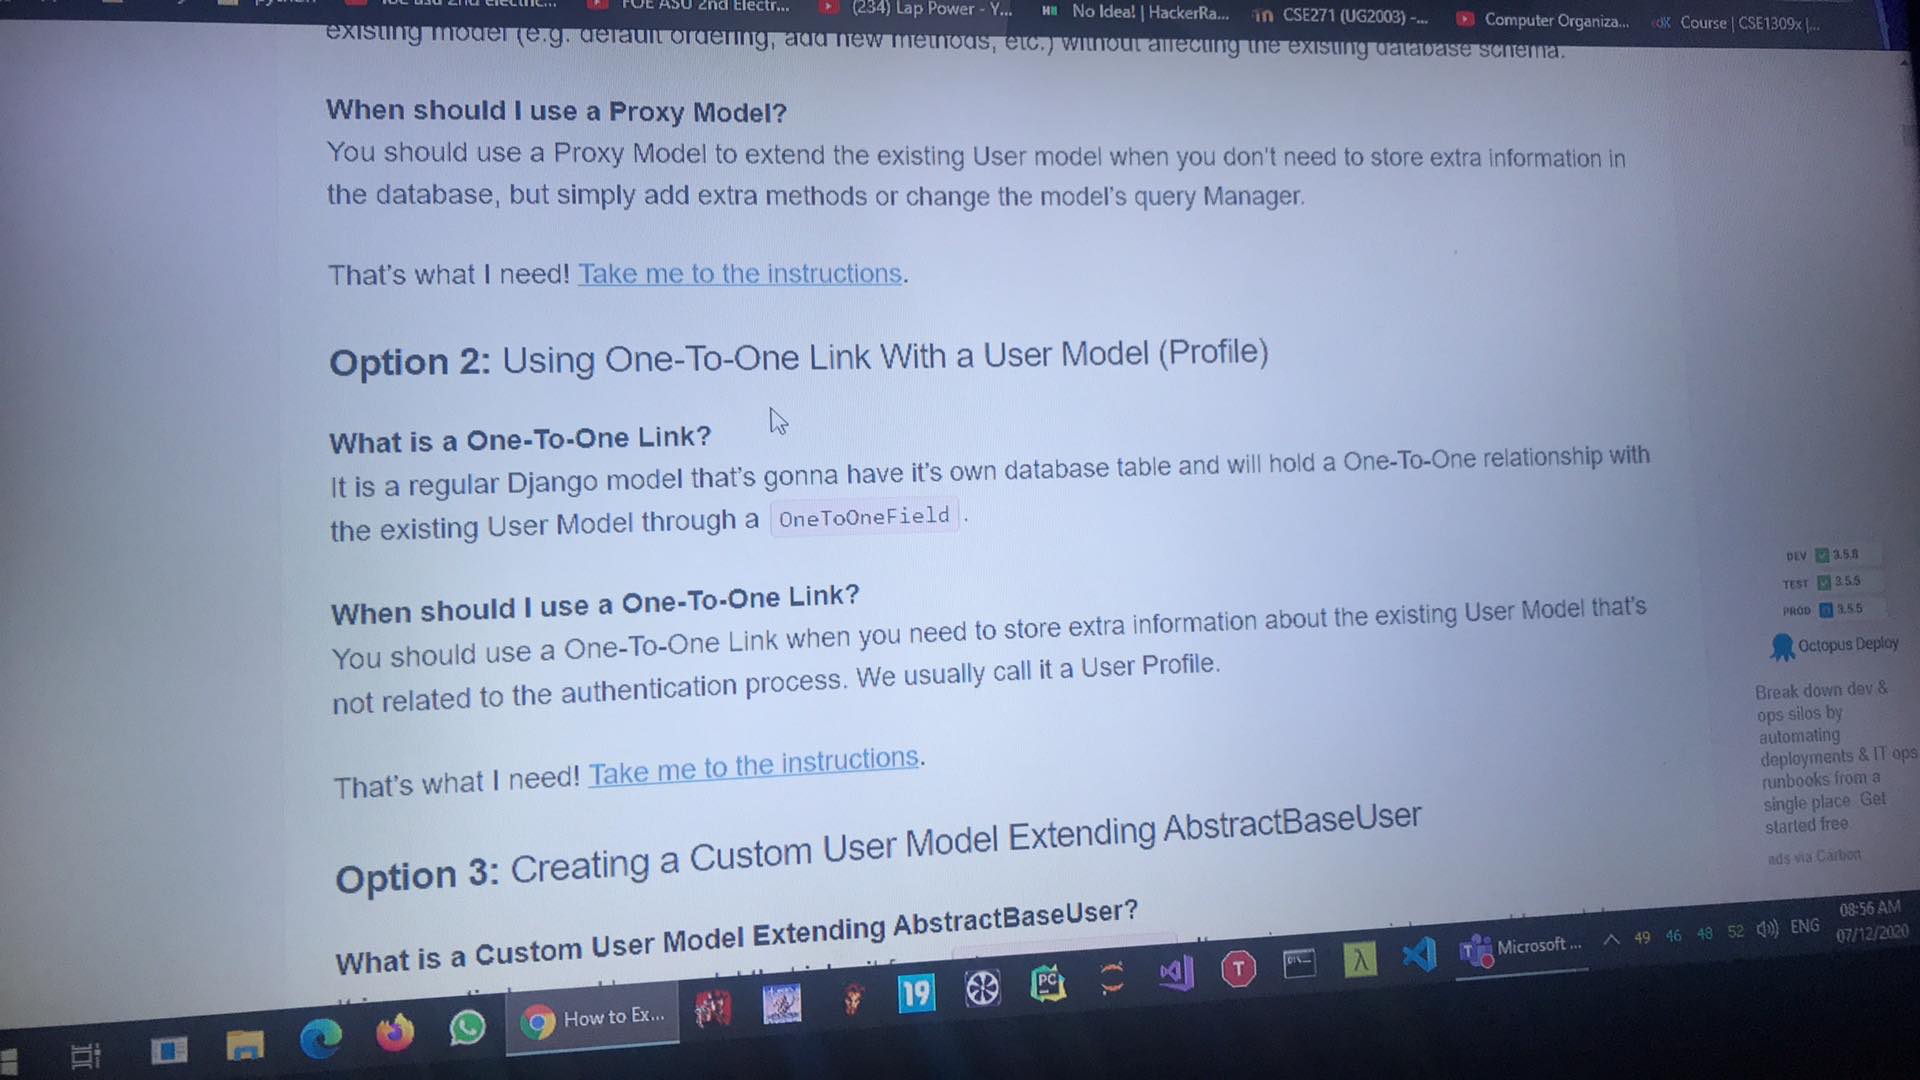 FOE ASU 2nd Electr...
(234) Lap Power - Y...
No Idea! | HackerRa...
CSE271 (UG2003) -...
Computer Organiza...
Course | CSE1309x |...
existing model (e.g. default ordering, add new methods, etc.) without affecting the existing database schema.
When should I use a Proxy Model?
You should use a Proxy Model to extend the existing User model when you don't need to store extra information in
the database, but simply add extra methods or change the model's query Manager.
That's what I need! Take me to the instructions.
Option 2: Using One-To-One Link With a User Model (Profile)
What is a One-To-One Link?
It is a regular Django model that's gonna have it's own database table and will hold a One-To-One relationship with
the existing User Model through a OneToOneField.
When should I use a One-To-One Link?
You should use a One-To-One Link when you need to store extra information about the existing User Model that's
not related to the authentication process. We usually call it a User Profile.
That's what I need! Take me to the instructions.
Option 3: Creating a Custom User Model Extending AbstractBaseUser
What is a Custom User Model Extending AbstractBaseUser?
DEV 3.5.8
TEST 3.5.5
PROD 3.5.5
Octopus Deploy
Break down dev &
ops silos by
automating
deployments & IT ops
runbooks from a
single place. Get
started free
ads via Carbon
How to Ex...
19
PC
T
λ
Microsoft ...
49 46 48 52 ENG
08:56 AM
07/12/2020